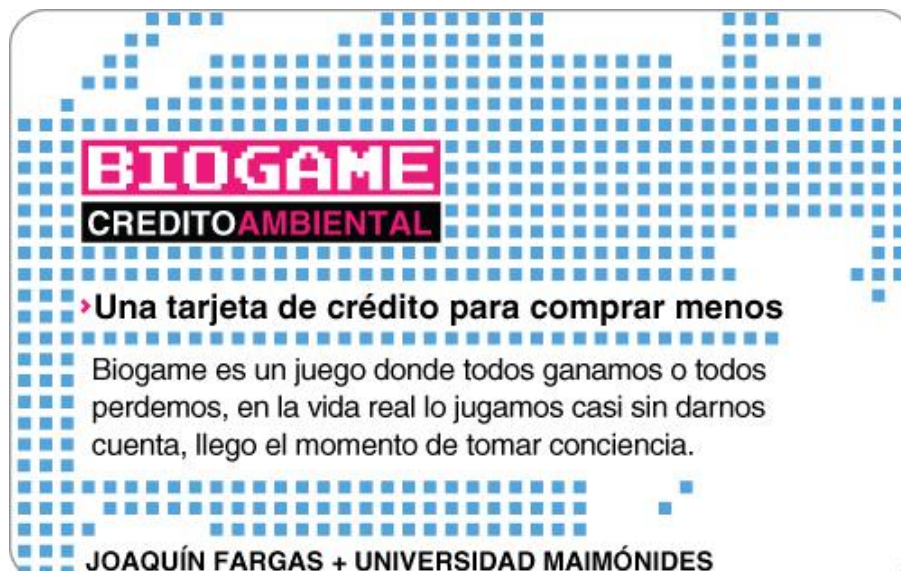 BIOGAME
CREDITOAMBIENTAL
Una tarjeta de crédito para comprar menos
Biogame es un juego donde todos ganamos o todos
perdemos, en la vida real lo jugamos casi sin darnos
cuenta, llego el momento de tomar conciencia.
JOAQUÍN FARGAS + UNIVERSIDAD MAIMÓNIDES